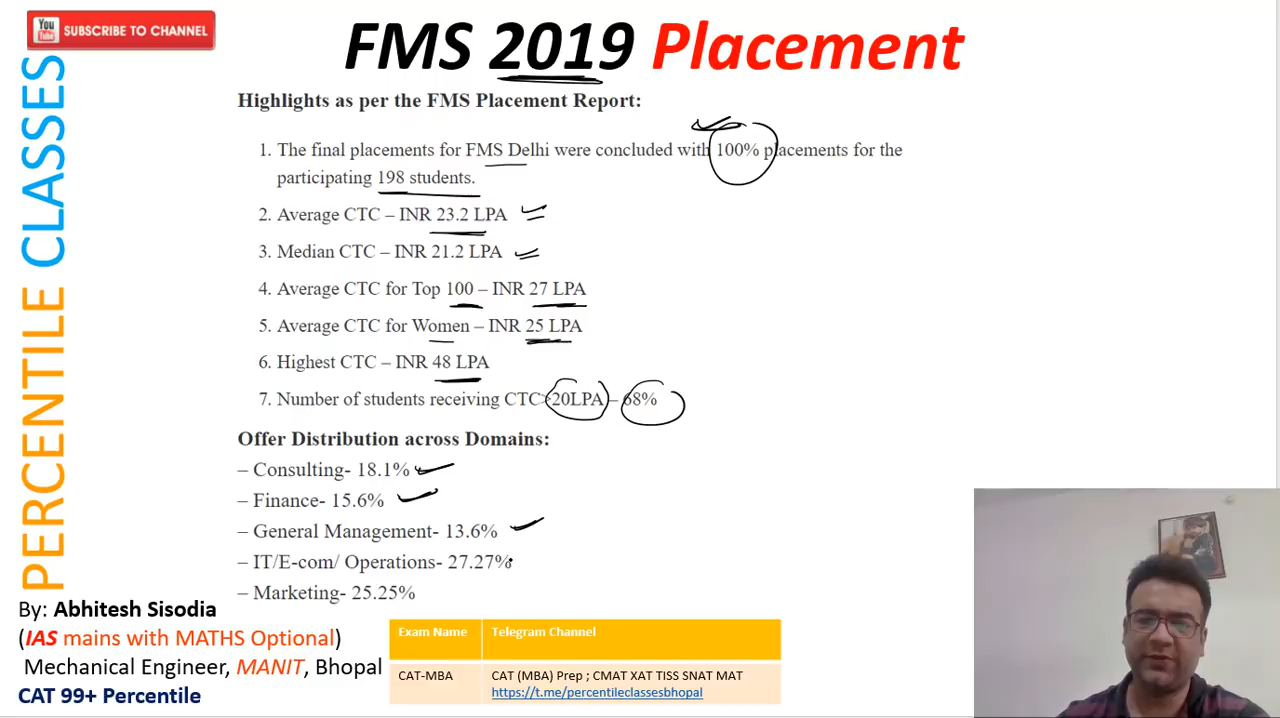 You
Tube
SUBSCRIBE TO CHANNEL
FMS 2019 Placement
PERCENTILE CLASSES
Highlights as per the FMS Placement Report:
1. The final placements for FMS Delhi were concluded with 100% placements for the
participating 198 students.
2. Average CTC – INR 23.2 LPA
3. Median CTC – INR 21.2 LPA
4. Average CTC for Top 100 – INR 27 LPA
5. Average CTC for Women – INR 25 LPA
6. Highest CTC – INR 48 LPA
7. Number of students receiving CTC>20LPA – 68%
Offer Distribution across Domains:
– Consulting- 18.1%
– Finance- 15.6%
– General Management- 13.6%
– IT/E-com/ Operations- 27.27%
– Marketing- 25.25%
By: Abhitesh Sisodia
(IAS mains with MATHS Optional)
Mechanical Engineer, MANIT, Bhopal
CAT 99+ Percentile
Exam Name Telegram Channel
CAT-MBA CAT (MBA) Prep ; CMAT XAT TISS SNAT MAT
https://t.me/percentileclassesbhopal